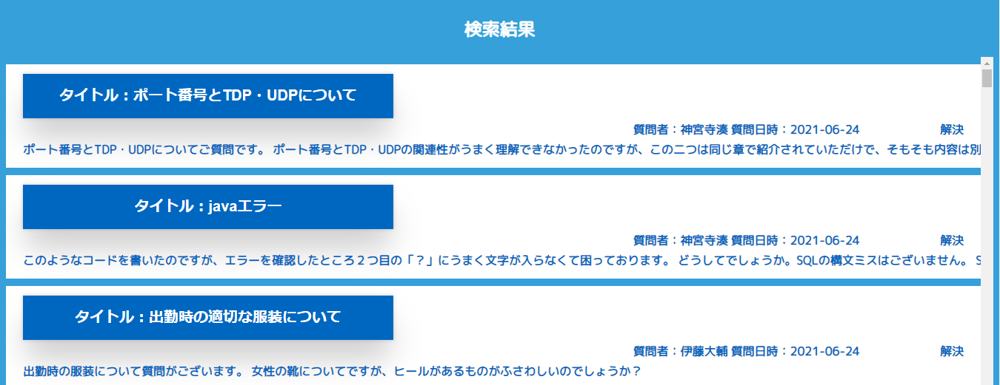 検索結果
タイトル：ポート番号とTDP・UDPについて
質問者：神宮寺湊 質問日時：2021-06-24 解決
ポート番号とTDP・UDPについてご質問です。 ポート番号とTDP・UDPの関連性がうまく理解できなかったのですが、この二つは同じ章で紹介されていただけで、そもそも内容は別
タイトル：javaエラー
質問者：神宮寺湊 質問日時：2021-06-24 解決
このようなコードを書いたのですが、エラーを確認したところ２つ目の「？」にうまく文字が入らなくて困っております。 どうしてでしょうか。SQLの構文ミスはございません。 S
タイトル：出勤時の適切な服装について
質問者：伊藤大輔 質問日時：2021-06-24 解決
出勤時の服装について質問がございます。 女性の靴についてですが、ヒールがあるものがふさわしいのでしょうか？